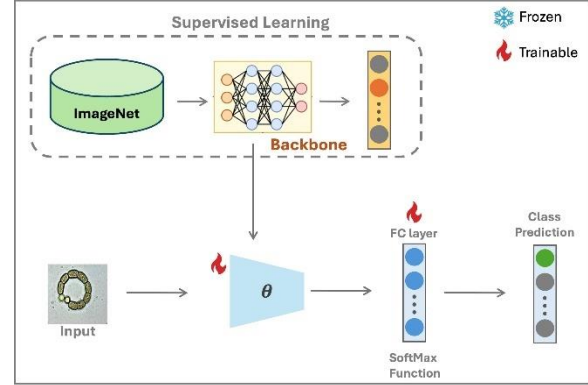 Supervised Learning
Frozen
Trainable
ImageNet
Backbone
FC layer
Class
Prediction
θ
Input
SoftMax
Function